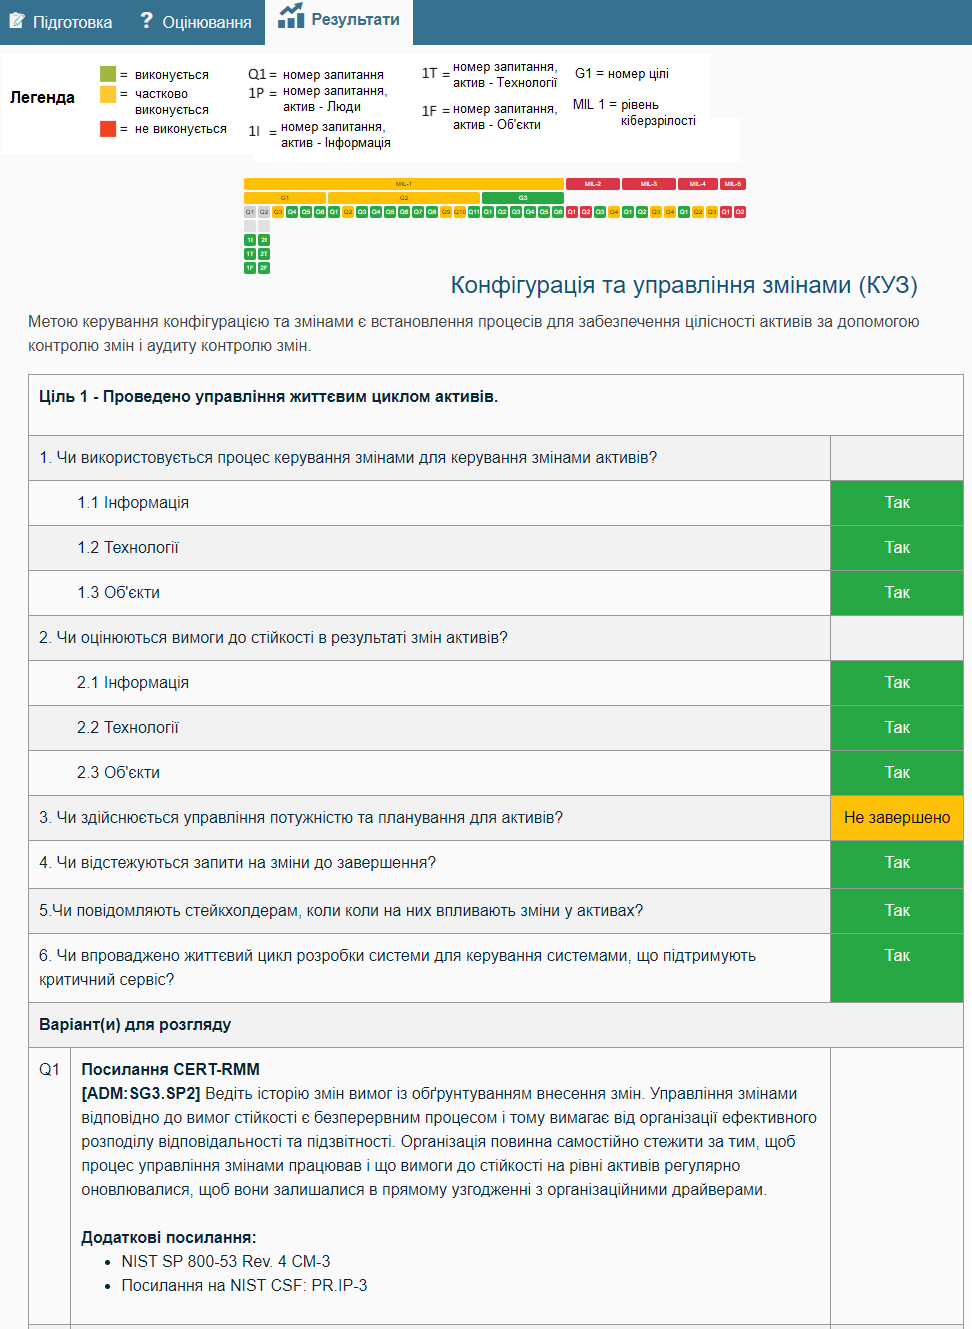 Підготовка
? Оцінювання
Результати
Легенда
= виконується
= частково
виконується
= не виконується
Q1 = номер запитання
1P = номер запитання,
актив - Люди
1I = номер запитання,
актив - Інформація
1T = номер запитання,
актив - Технології
1F = номер запитання,
актив - Об'єкти
G1 = номер цілі
MIL 1 = рівень
кіберзрілості
MIL-1 MIL-2 MIL-3 MIL-4 MIL-5
G1 G2 G3
Q1 Q2 Q3 Q4 Q5 Q6 Q1 Q2 Q3 Q4 Q5 Q6 Q7 Q8 Q9 Q10 Q11 Q1 Q2 Q3 Q4 Q5 Q6 Q1 Q2 Q3 Q4 Q1 Q2 Q3 Q4 Q1 Q2 Q3 Q1 Q2
1I 2I
1T 2T
1F 2F
Конфігурація та управління змінами (КУЗ)
Метою керування конфігурацією та змінами є встановлення процесів для забезпечення цілісності активів за допомогою
контролю змін і аудиту контролю змін.
Ціль 1 - Проведено управління життєвим циклом активів.
1. Чи використовується процес керування змінами для керування змінами активів?
1.1 Інформація Так
1.2 Технології Так
1.3 Об'єкти Так
2. Чи оцінюються вимоги до стійкості в результаті змін активів?
2.1 Інформація Так
2.2 Технології Так
2.3 Об'єкти Так
3. Чи здійснюється управління потужністю та планування для активів? Не завершено
4. Чи відстежуються запити на зміни до завершення? Так
5.Чи повідомляють стейкхолдерам, коли коли на них впливають зміни у активах? Так
6. Чи впроваджено життєвий цикл розробки системи для керування системами, що підтримують Так
критичний сервіс?
Варіант(и) для розгляду
Q1 Посилання CERT-RMM
[ADM:SG3.SP2] Ведіть історію змін вимог із обґрунтуванням внесення змін. Управління змінами
відповідно до вимог стійкості є безперервним процесом і тому вимагає від організації ефективного
розподілу відповідальності та підзвітності. Організація повинна самостійно стежити за тим, щоб
процес управління змінами працював і що вимоги до стійкості на рівні активів регулярно
оновлювалися, щоб вони залишалися в прямому узгодженні з організаційними драйверами.
Додаткові посилання:
• NIST SP 800-53 Rev. 4 CM-3
• Посилання на NIST CSF: PR.IP-3